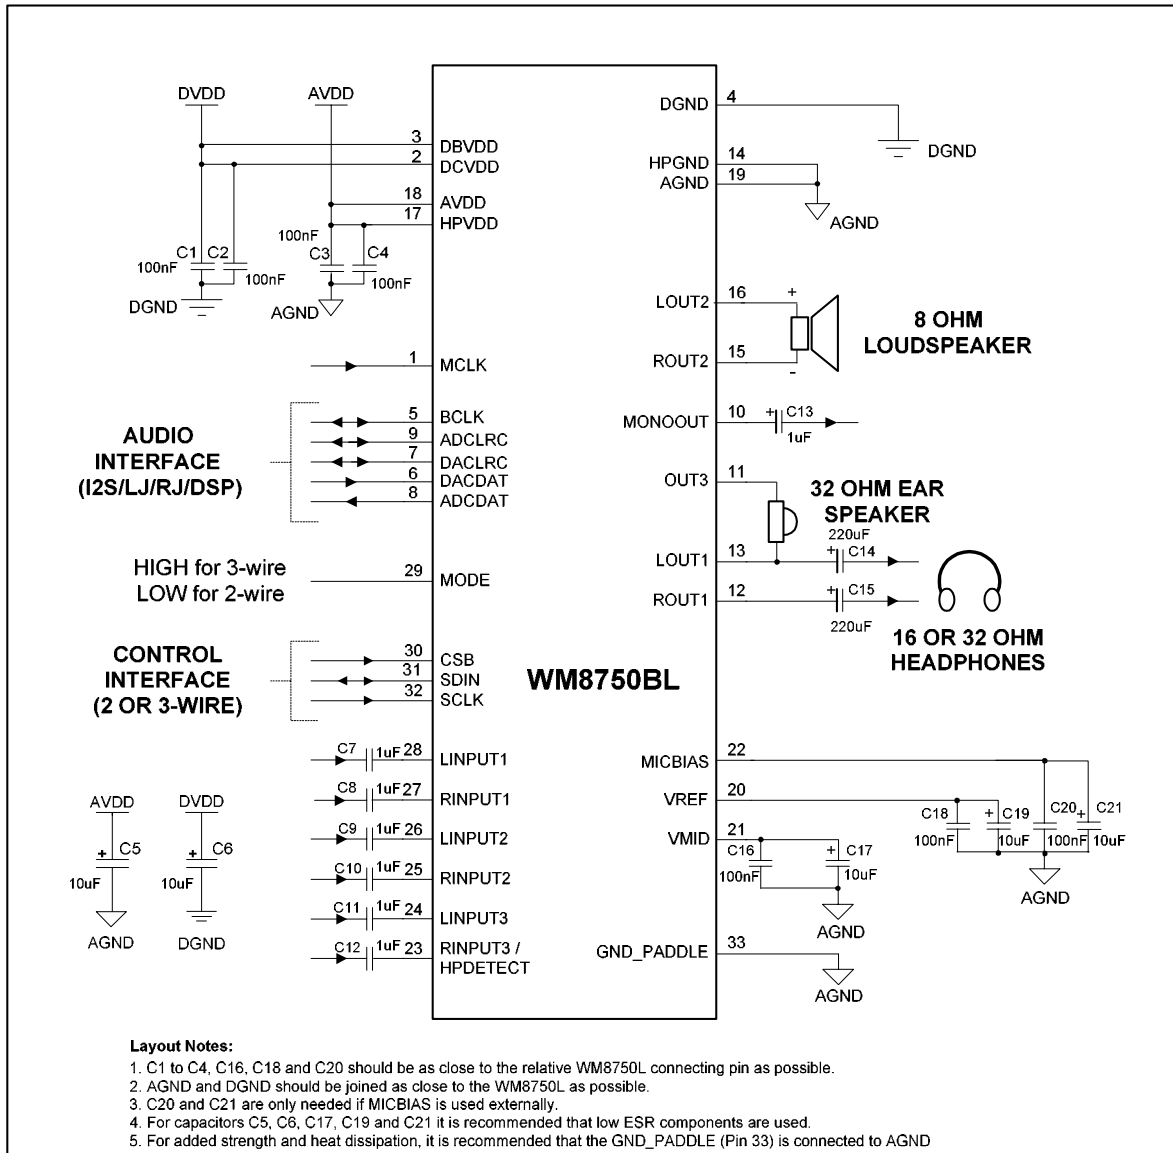 DVDD
AVDD
3
DBVDD
2
DCVDD
18
AVDD
17
HPVDD
100nF
C1
C2
C3
C4
100nF
100nF
100nF
DGND
AGND
1
MCLK
AUDIO
INTERFACE
(I2S/LJ/RJ/DSP)
5
BCLK
9
ADCLRC
7
DACLRC
6
DACDAT
8
ADCDAT
HIGH for 3-wire
LOW for 2-wire
29
MODE
CONTROL
INTERFACE
(2 OR 3-WIRE)
30
CSB
31
SDIN
32
SCLK
C7
1uF
28
LINPUT1
C8
1uF
27
RINPUT1
C9
1uF
26
LINPUT2
C10
1uF
25
RINPUT2
C11
1uF
24
LINPUT3
C12
1uF
23
RINPUT3 /
HPDETECT
AVDD
DVDD
+
C5
+
C6
10uF
10uF
AGND
DGND
WM8750BL
DGND
4
DGND
HPGND
14
AGND
19
AGND
LOUT2
16
+
8 OHM
LOUDSPEAKER
ROUT2
15
-
MONOOUT
10
+
C13
1uF
OUT3
11
32 OHM EAR
SPEAKER
220uF
LOUT1
13
+
C14
ROUT1
12
+
C15
220uF
16 OR 32 OHM
HEADPHONES
MICBIAS
22
VREF
20
C18
+
C19
C20
+
C21
100nF
10uF
100nF
10uF
AGND
VMID
21
C16
+
C17
100nF
10uF
AGND
GND_PADDLE
33
AGND
Layout Notes:
1. C1 to C4, C16, C18 and C20 should be as close to the relative WM8750L connecting pin as possible.
2. AGND and DGND should be joined as close to the WM8750L as possible.
3. C20 and C21 are only needed if MICBIAS is used externally.
4. For capacitors C5, C6, C17, C19 and C21 it is recommended that low ESR components are used.
5. For added strength and heat dissipation, it is recommended that the GND_PADDLE (Pin 33) is connected to AGND